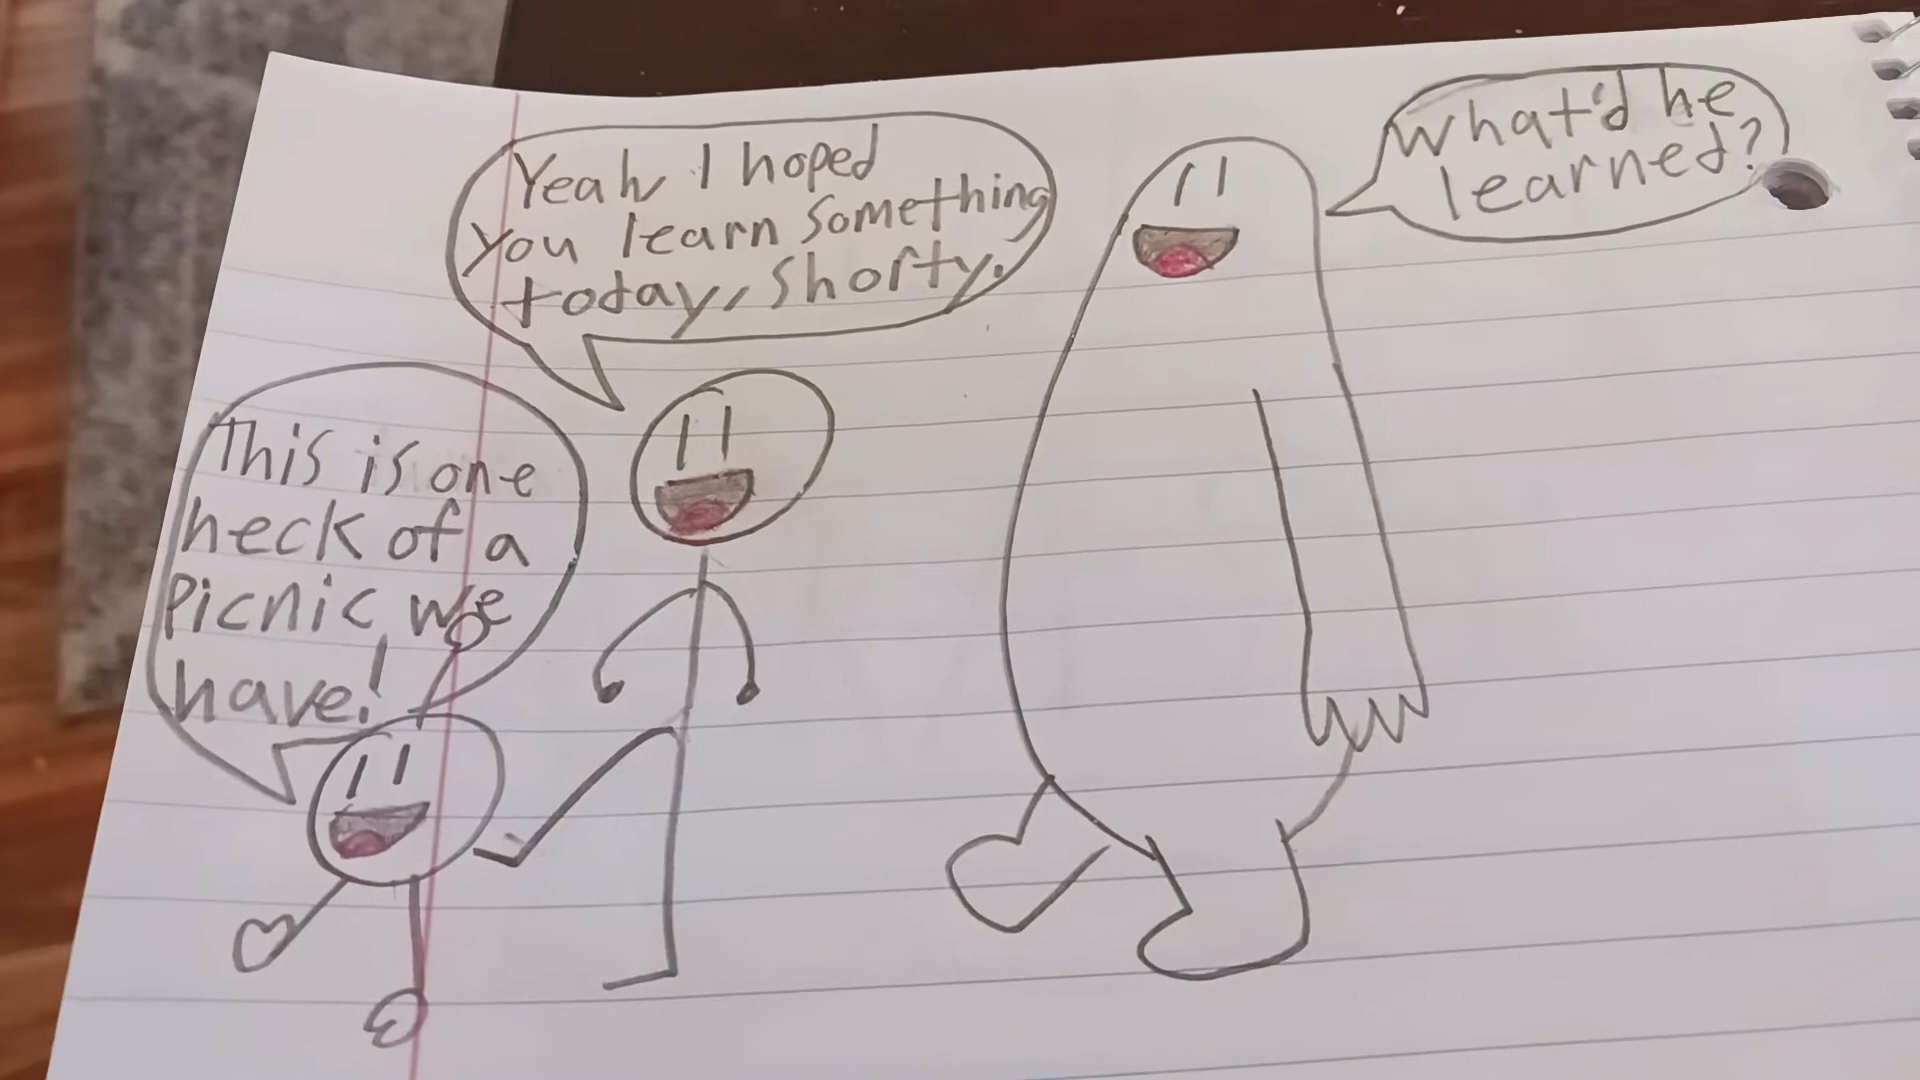 This is one
heck of a
Picnic we
have!
Yeah I hoped
you learn something
today, shorty.
What'd he
learned?